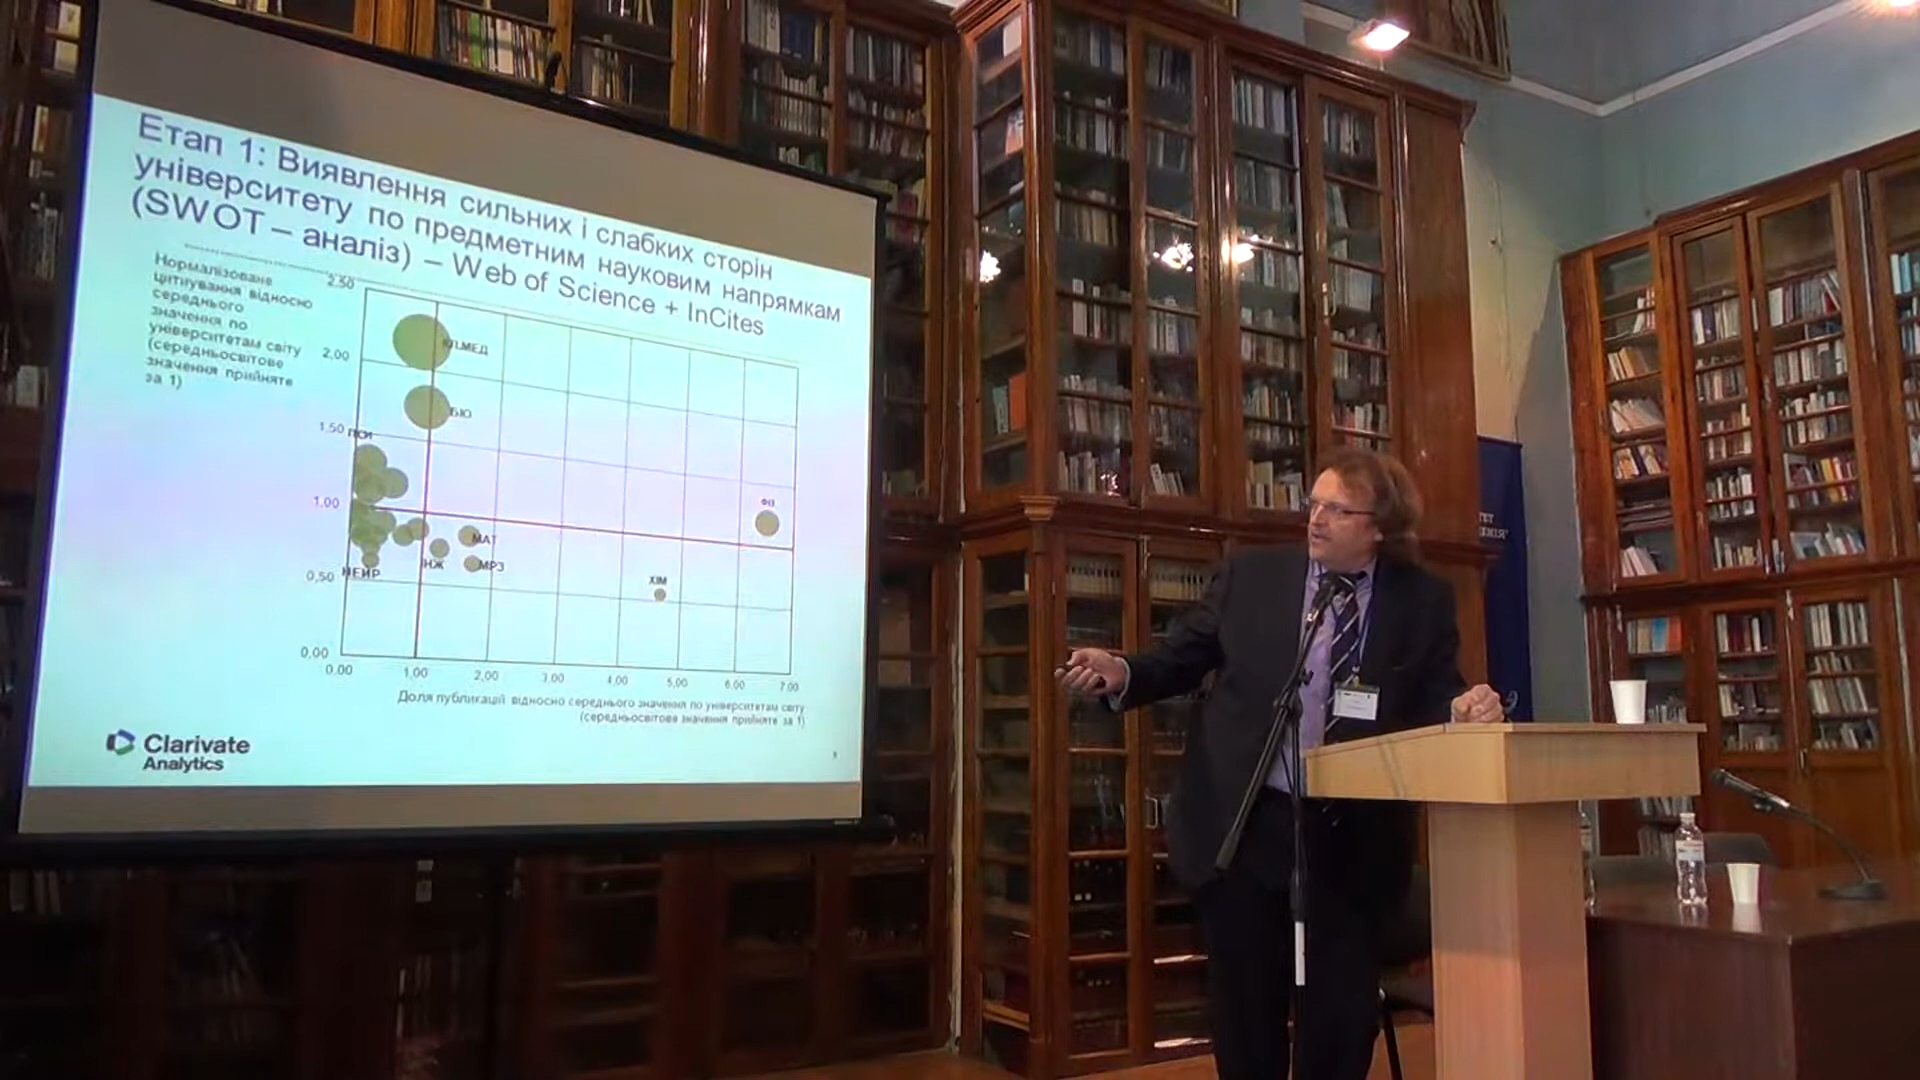 Етап 1: Виявлення сильних і слабких сторін
університету по предметним науковим напрямкам
(SWOT – аналіз) – Web of Science + InCites
Нормалізоване
цитування відносно
середнього
значення по
університетам світу
(середньосвітове
значення прийняте
за 1)
2.50
2,00
1,50
1.00
0,50
0,00
ПСИ
БІО
ФІЗ
МАТ
НЖ
МРЗ
НЕЙР
ХІМ
0.00 1,00 2,00 3,00 4,00 5,00 6.00 7.00
Доля публикацій відносно середнього значення по університетам світу
(середньосвітове значення прийняте за 1)
Clarivate
Analytics